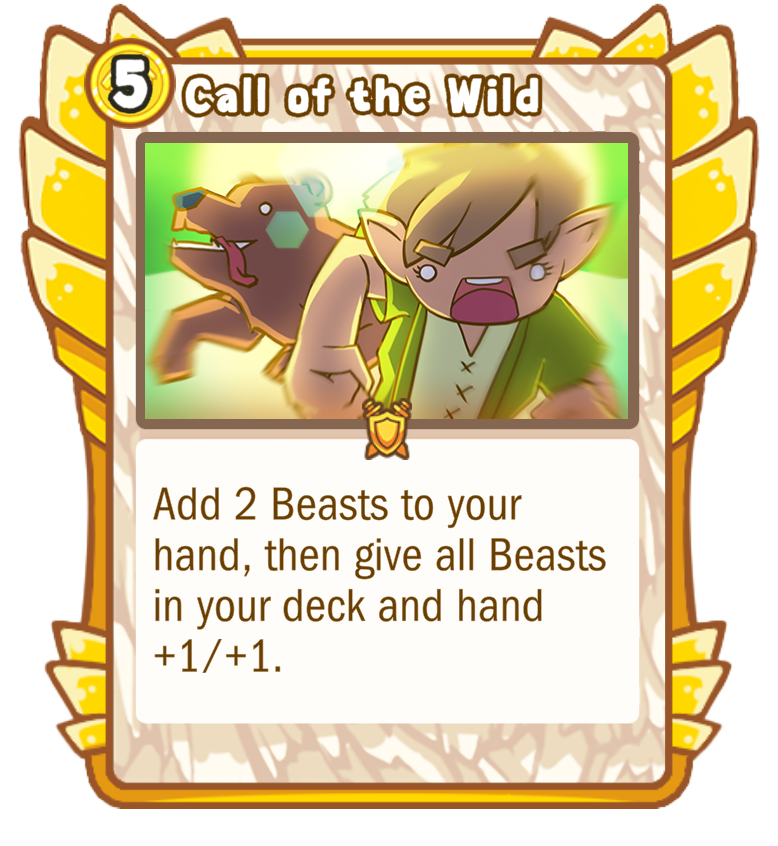 5
Call of the Wild
Add 2 Beasts to your
hand, then give all Beasts
in your deck and hand
+1/+1.